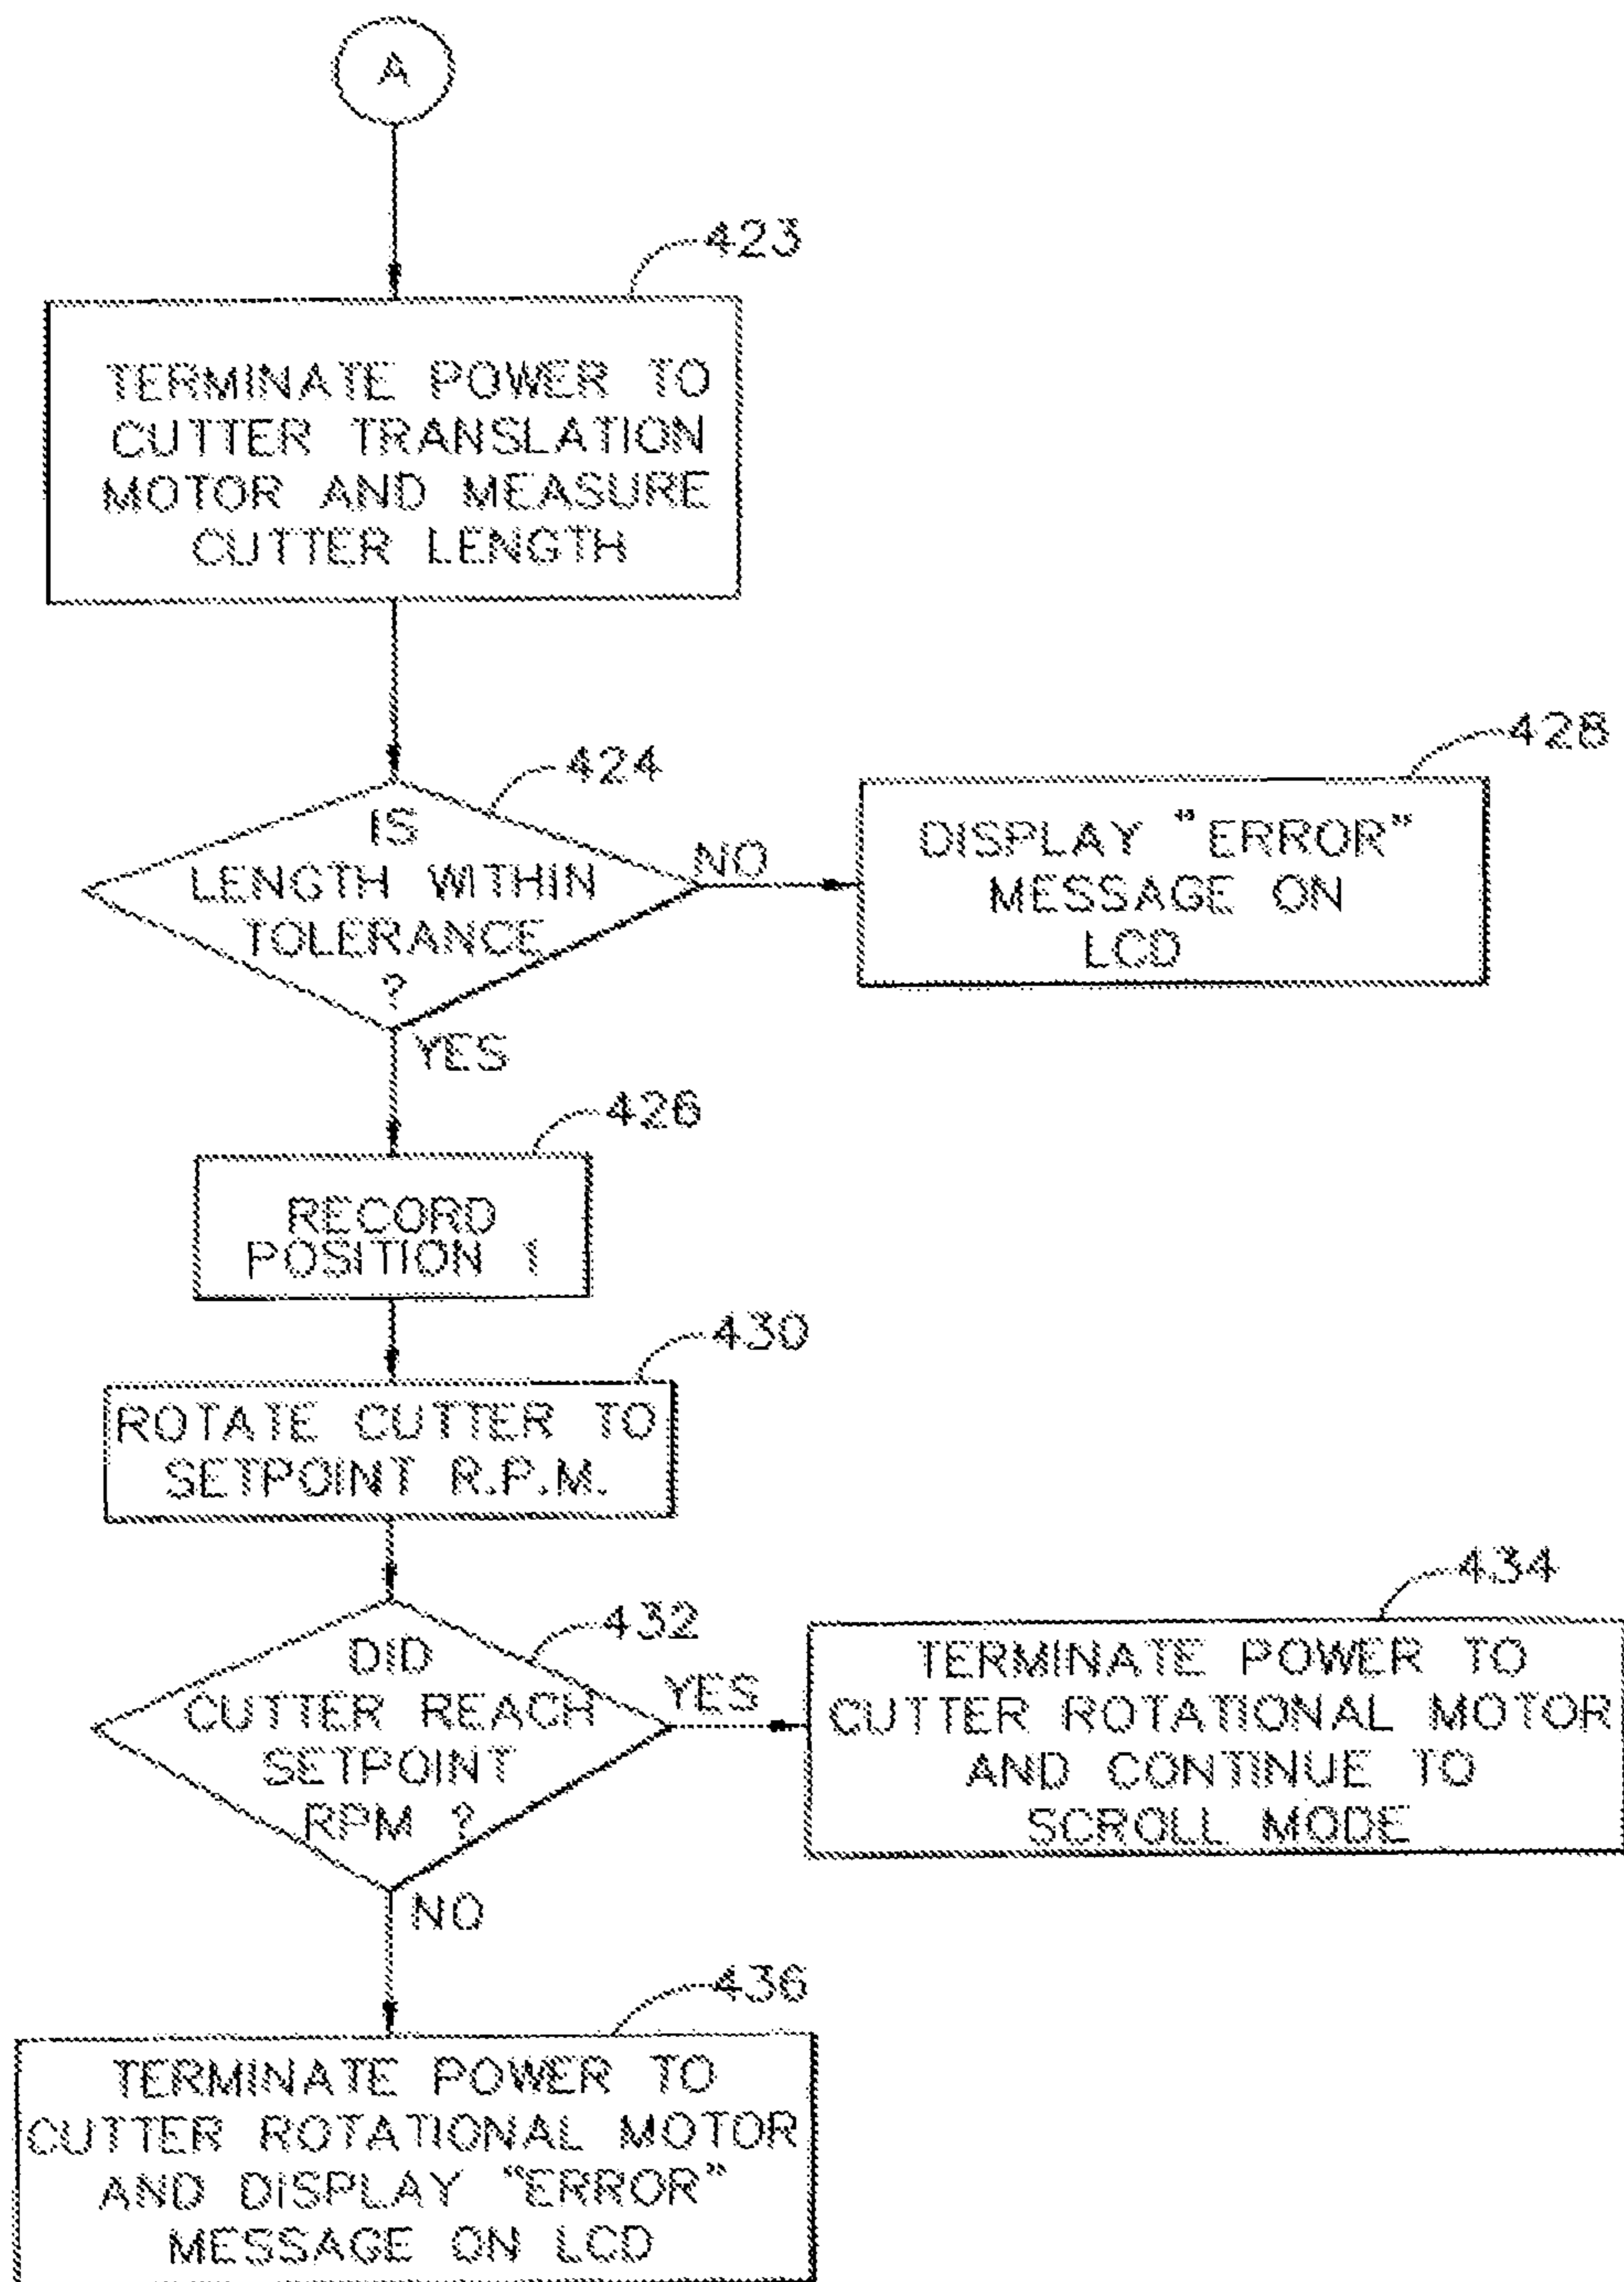 A
423
TERMINATE POWER TO
CUTTER TRANSLATION
MOTOR AND MEASURE
CUTTER LENGTH
424
IS
LENGTH WITHIN
TOLERANCE
?
NO
428
DISPLAY "ERROR"
MESSAGE ON
LCD
YES
426
RECORD
POSITION 1
430
ROTATE CUTTER TO
SETPOINT R.P.M.
432
DID
CUTTER REACH
SETPOINT
RPM ?
YES
434
TERMINATE POWER TO
CUTTER ROTATIONAL MOTOR
AND CONTINUE TO
SCROLL MODE
NO
436
TERMINATE POWER TO
CUTTER ROTATIONAL MOTOR
AND DISPLAY "ERROR"
MESSAGE ON LCD